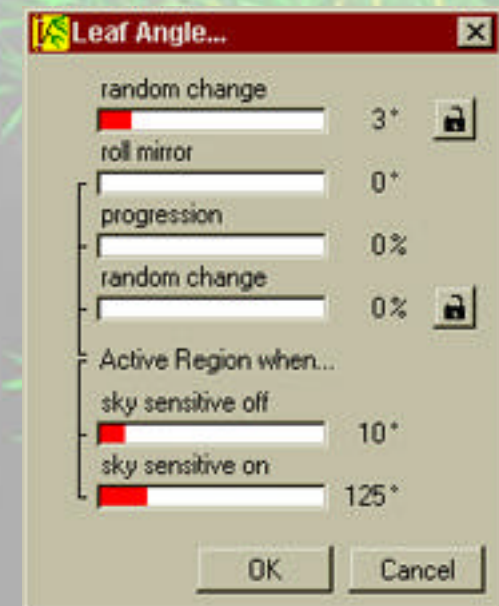 Leaf Angle...
random change
3°
roll mirror
0°
progression
0%
random change
0%
Active Region when...
sky sensitive off
10°
sky sensitive on
125°
OK Cancel